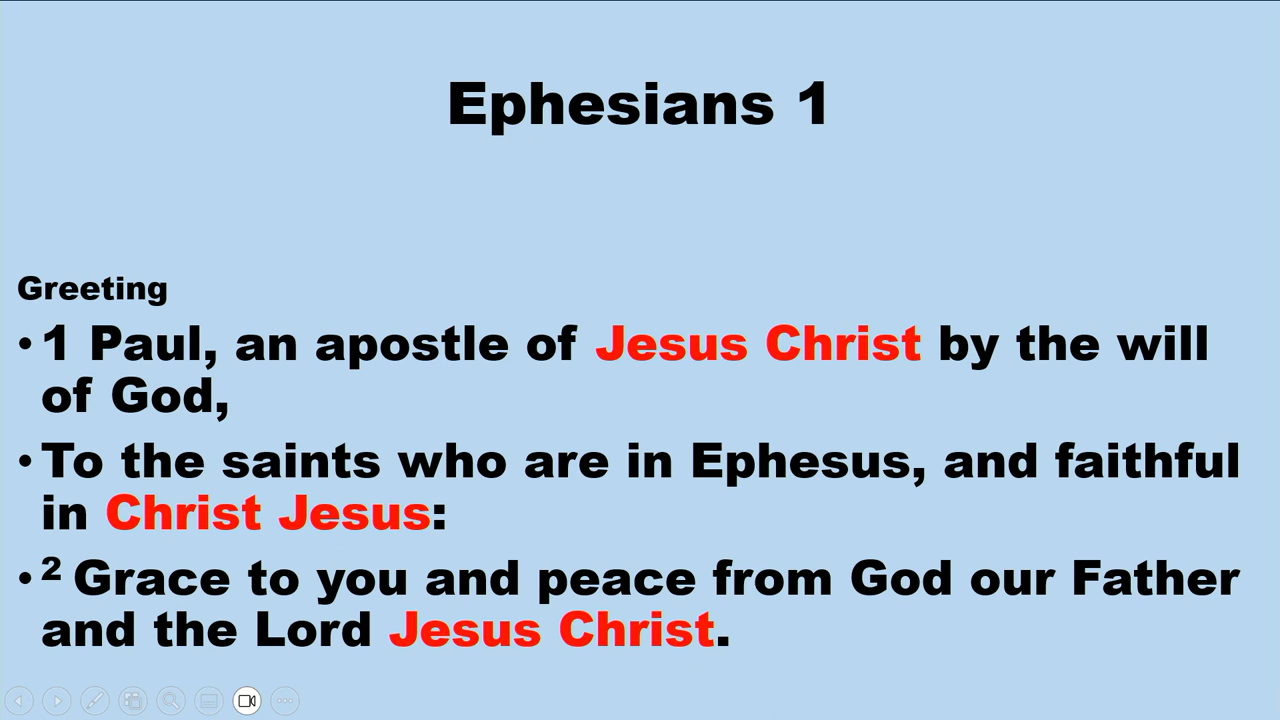 Ephesians 1
Greeting
• 1 Paul, an apostle of Jesus Christ by the will
of God,
• To the saints who are in Ephesus, and faithful
in Christ Jesus:
• ² Grace to you and peace from God our Father
and the Lord Jesus Christ.